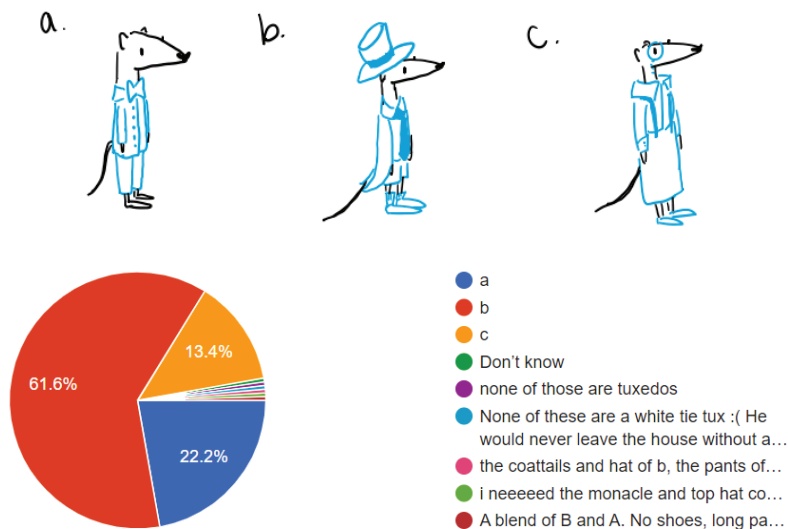 a.
b.
c.
61.6%
13.4%
22.2%
a
b
c
Don't know
none of those are tuxedos
None of these are a white tie tux :( He
would never leave the house without a…
the coattails and hat of b, the pants of…
i neeeeed the monacle and top hat co…
A blend of B and A. No shoes, long pa…